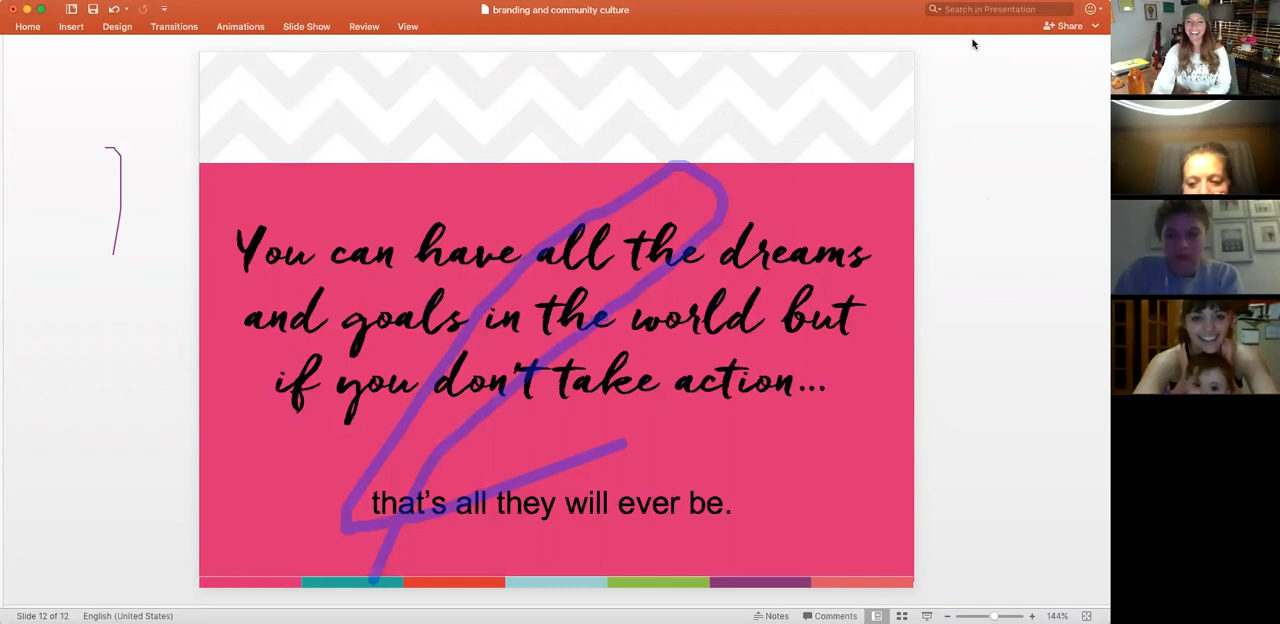 branding and community culture
Search in Presentation
Home Insert Design Transitions Animations Slide Show Review View
Share
You can have all the dreams
and goals in the world but
if you don't take action...
that's all they will ever be.
Slide 12 of 12 English (United States) Notes Comments 144%